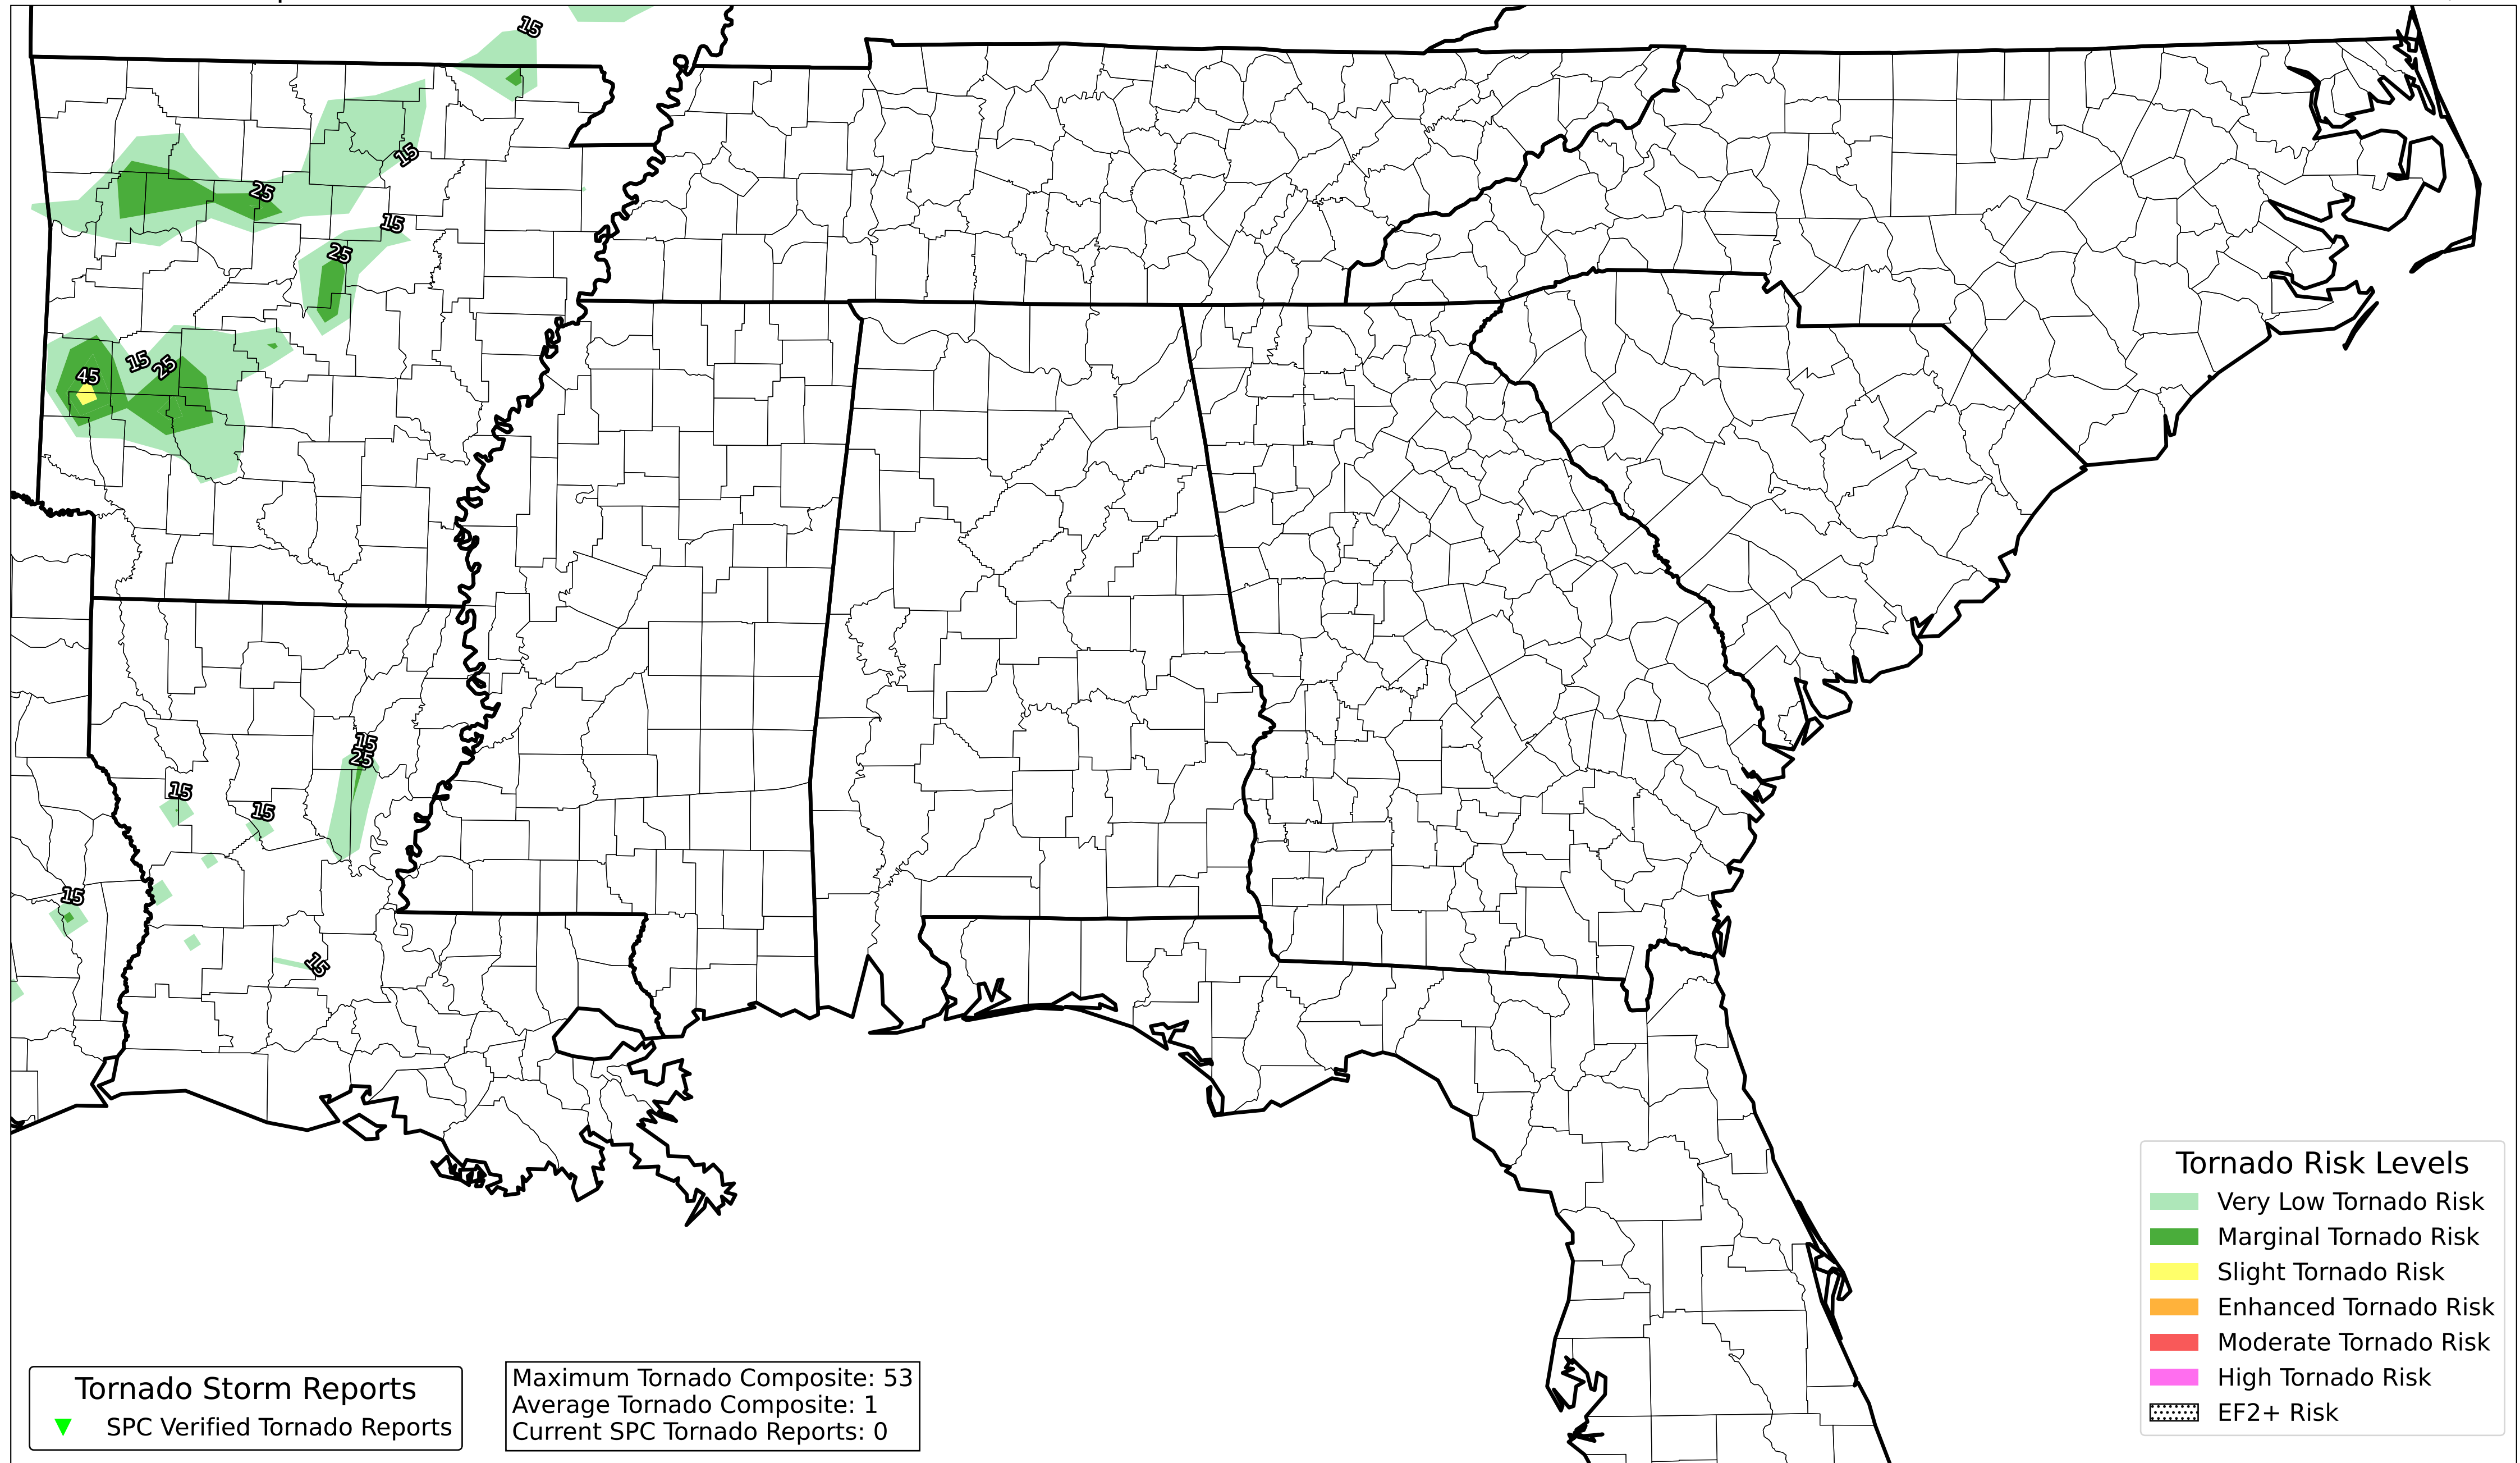 15
15
25
15
25
15
25
45
15
25
15
15
15
15
Tornado Risk Levels
Very Low Tornado Risk
Marginal Tornado Risk
Slight Tornado Risk
Enhanced Tornado Risk
Moderate Tornado Risk
High Tornado Risk
EF2+ Risk
Tornado Storm Reports
SPC Verified Tornado Reports
Maximum Tornado Composite: 53
Average Tornado Composite: 1
Current SPC Tornado Reports: 0